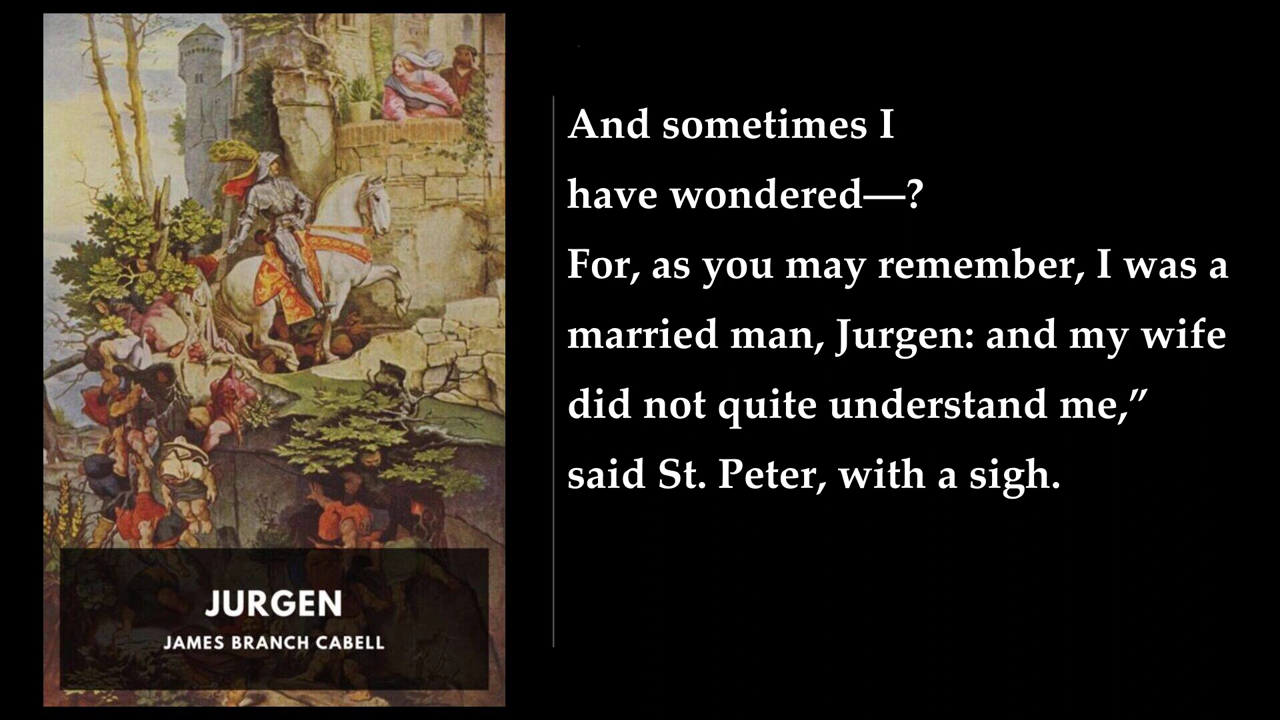 And sometimes I
have wondered—?
For, as you may remember, I was a
married man, Jurgen: and my wife
did not quite understand me,”
said St. Peter, with a sigh.
JURGEN
JAMES BRANCH CABELL